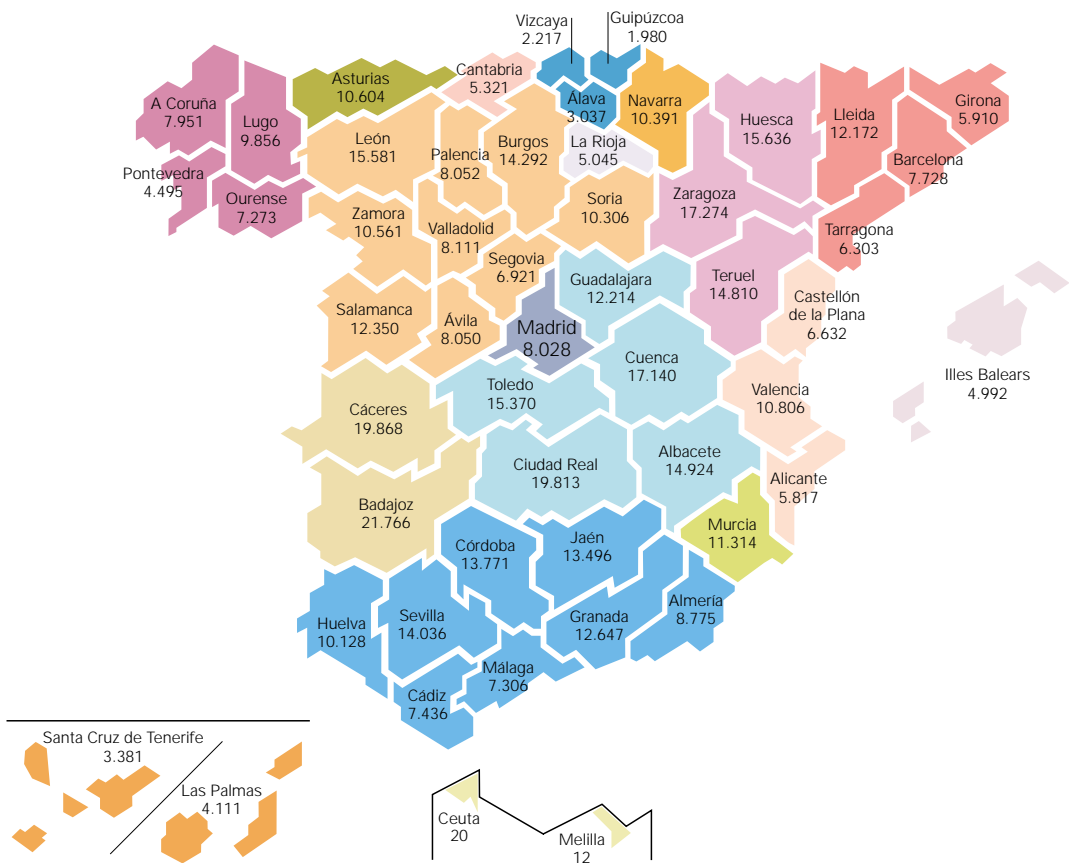 Vizcaya
2.217
Guipúzcoa
1.980
Cantabria
5.321
Asturias
10.604
A Coruña
7.951
Lugo
9.856
Álava
3.037
Navarra
10.391
Huesca
15.636
Lleida
12.172
Girona
5.910
León
15.581
Palencia
8.052
Burgos
14.292
La Rioja
5.045
Barcelona
7.728
Pontevedra
4.495
Ourense
7.273
Zamora
10.561
Valladolid
8.111
Soria
10.306
Zaragoza
17.274
Tarragona
6.303
Segovia
6.921
Guadalajara
12.214
Teruel
14.810
Castellón
de la Plana
6.632
Salamanca
12.350
Ávila
8.050
Madrid
8.028
Cuenca
17.140
Illes Balears
4.992
Toledo
15.370
Valencia
10.806
Cáceres
19.868
Ciudad Real
19.813
Albacete
14.924
Alicante
5.817
Badajoz
21.766
Murcia
11.314
Córdoba
13.771
Jaén
13.496
Huelva
10.128
Sevilla
14.036
Granada
12.647
Almería
8.775
Málaga
7.306
Cádiz
7.436
Santa Cruz de Tenerife
3.381
Las Palmas
4.111
Ceuta
20
Melilla
12